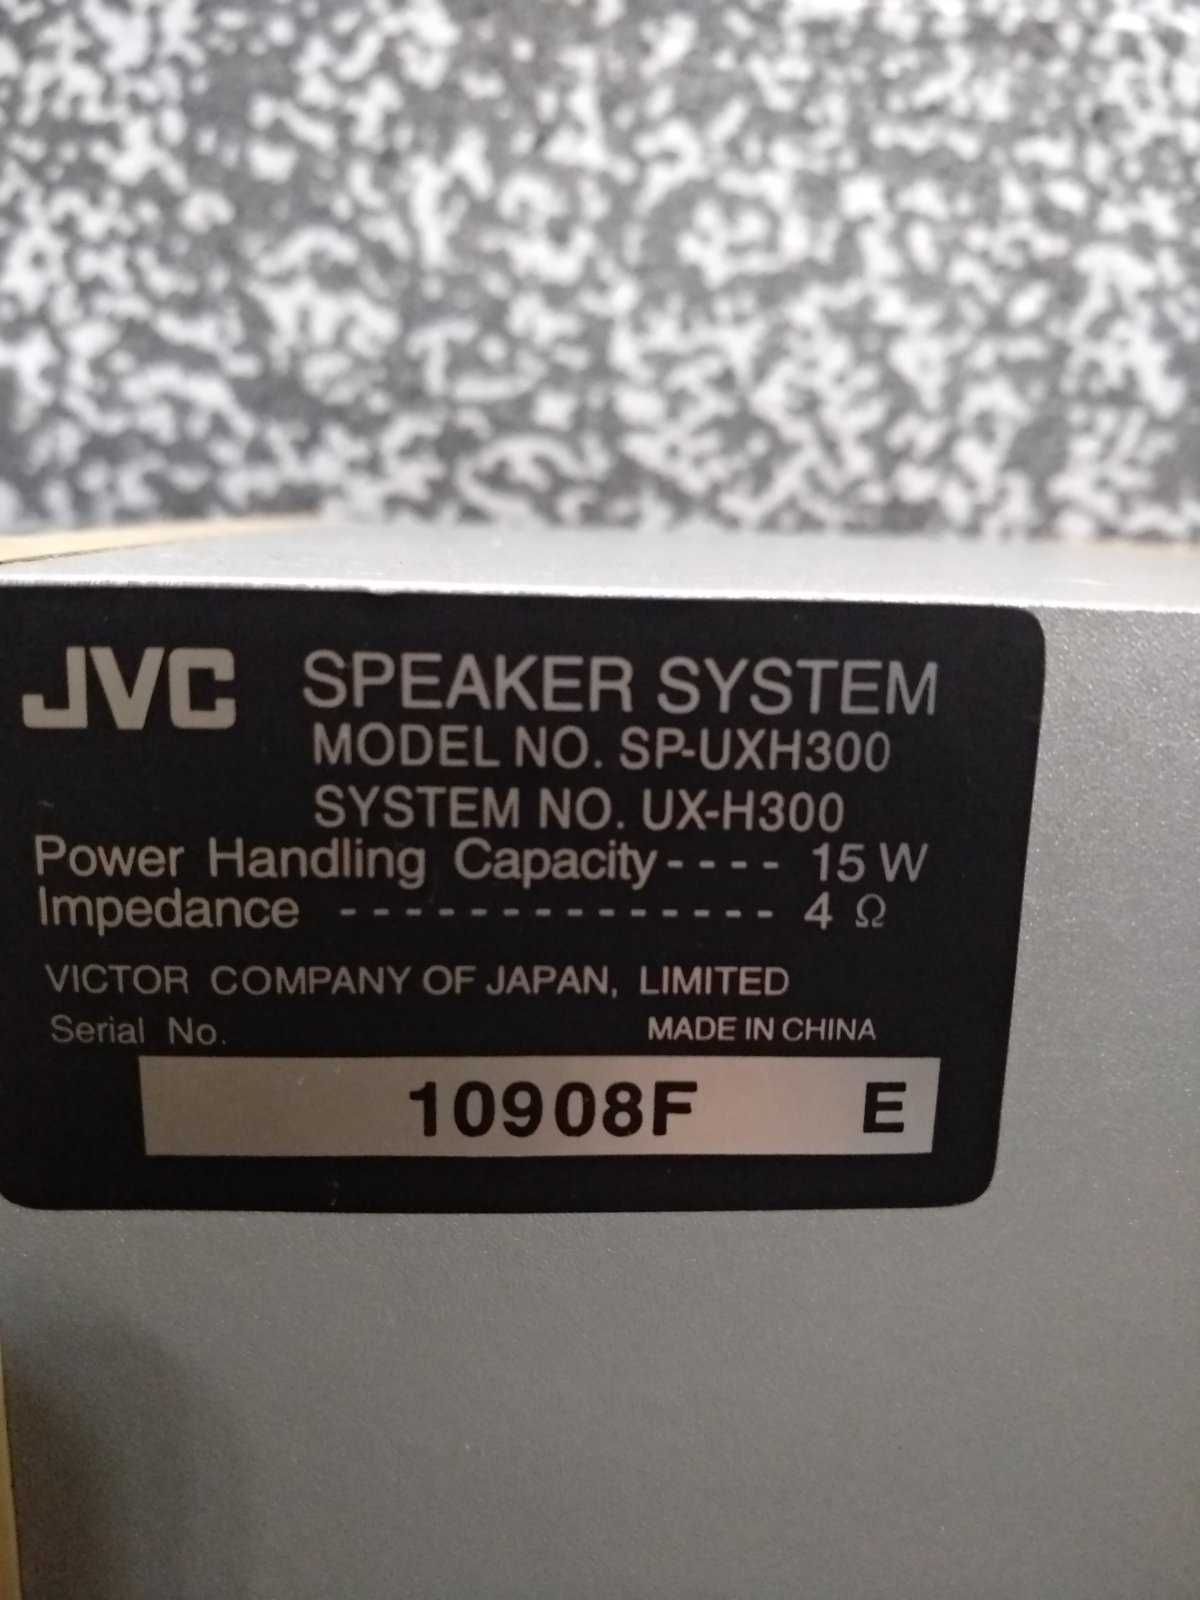 JVC SPEAKER SYSTEM
MODEL NO. SP-UXH300
SYSTEM NO. UX-H300
Power Handling Capacity---- 15 W
Impedance -------------- 4 Ω
VICTOR COMPANY OF JAPAN, LIMITED
Serial No. MADE IN CHINA
10908F E